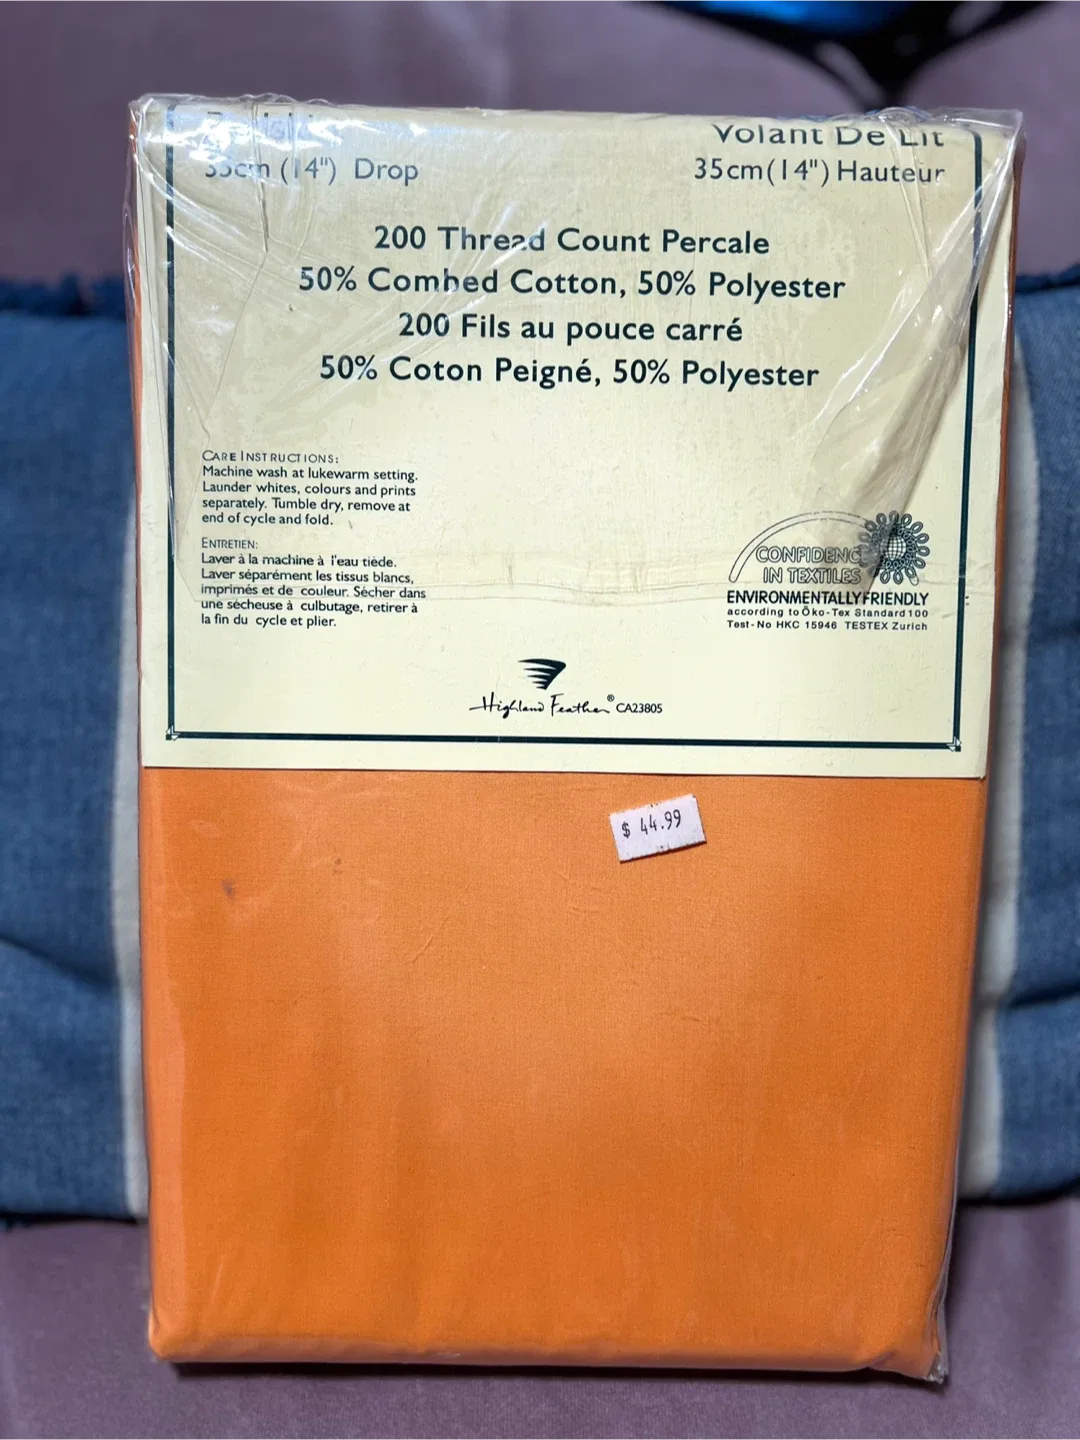 Volant De Lit
35cm (14") Drop
35cm(14") Hauteur
200 Thread Count Percale
50% Combed Cotton, 50% Polyester
200 Fils au pouce carré
50% Coton Peigné, 50% Polyester
CARE INSTRUCTIONS:
Machine wash at lukewarm setting.
Launder whites, colours and prints
separately. Tumble dry, remove at
end of cycle and fold.
ENTRETIEN:
Laver à la machine à l'eau tiède.
Laver séparément les tissus blancs,
imprimés et de couleur. Sécher dans
une sécheuse à culbutage, retirer à
la fin du cycle et plier.
CONFIDENC
IN TEXTILES
ENVIRONMENTALLY FRIENDLY
according to Öko-Tex Standard 100
Test-No HKC 15946 TESTEX Zurich
Highland Feather® CA23805
$ 44.99